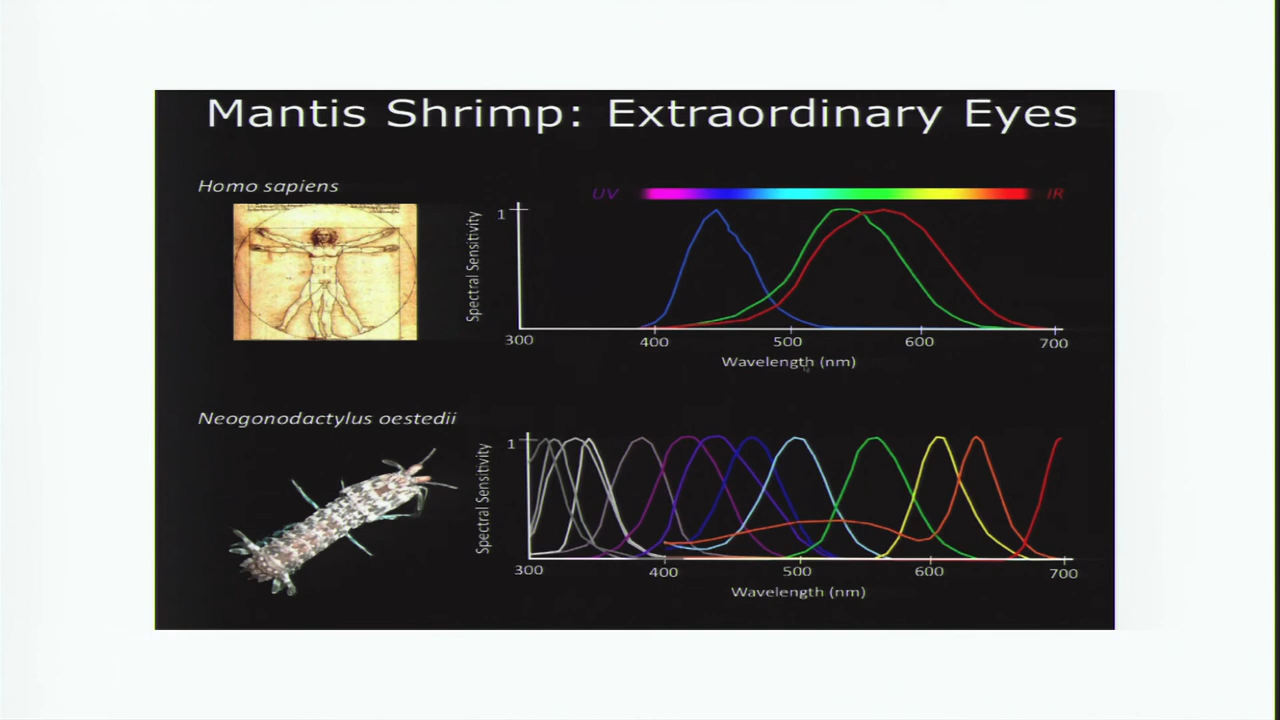 Mantis Shrimp: Extraordinary Eyes
Homo sapiens
UV
IR
Spectral Sensitivity
1
300
400
500
600
700
Wavelength (nm)
Neogonodactylus oestedii
Spectral Sensitivity
1
300
400
500
600
700
Wavelength (nm)